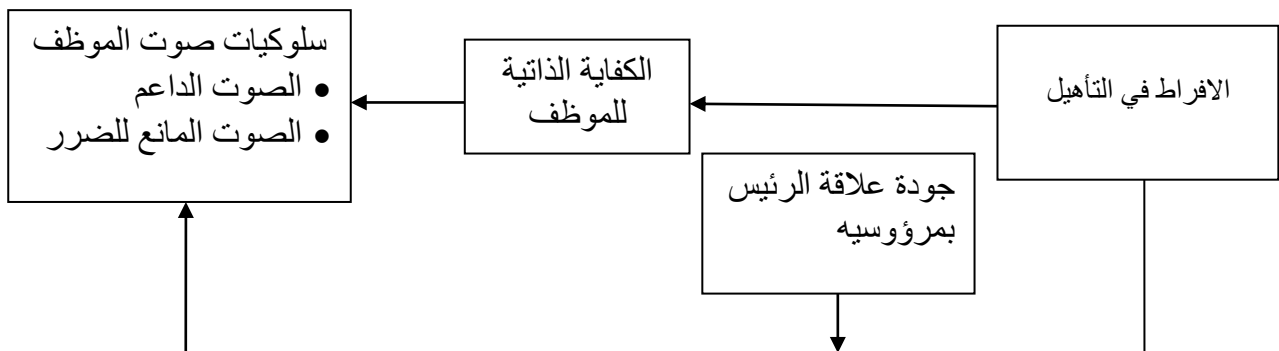 الافراط في التأهيل
الكفاية الذاتية
للموظف
سلوكيات صوت الموظف
• الصوت الداعم
• الصوت المانع للضرر
جودة علاقة الرئيس
بمرؤوسيه